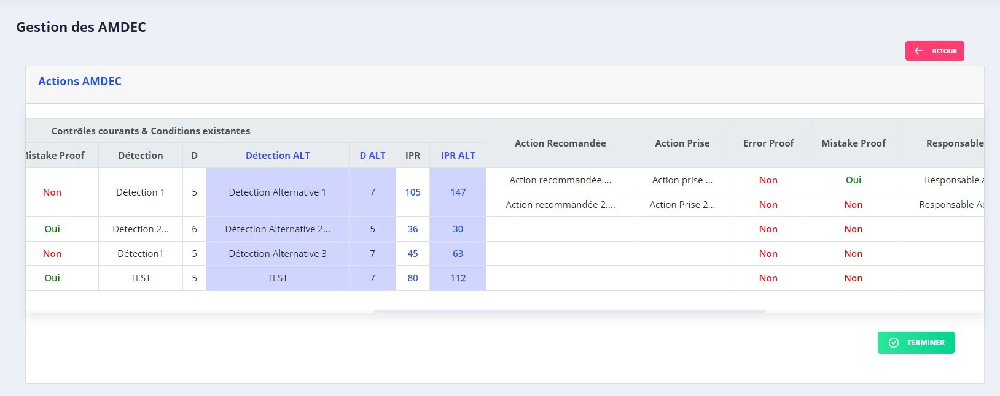 Gestion des AMDEC
RETOUR
Actions AMDEC
Contrôles courants & Conditions existantes
Action Recomandée Action Prise Error Proof Mistake Proof Responsable
Mistake Proof Détection D Détection ALT D ALT IPR IPR ALT
Non Détection 1 5 Détection Alternative 1 7 105 147
Action recommandée ... Action prise ... Non Oui Responsable a
Action recommandée 2.... Action Prise 2... Non Non Responsable Ac
Oui Détection 2... 6 Détection Alternative 2... 5 36 30 Non Non
Non Détection1 5 Détection Alternative 3 7 45 63 Non Non
Oui TEST 5 TEST 7 80 112 Non Non
TERMINER